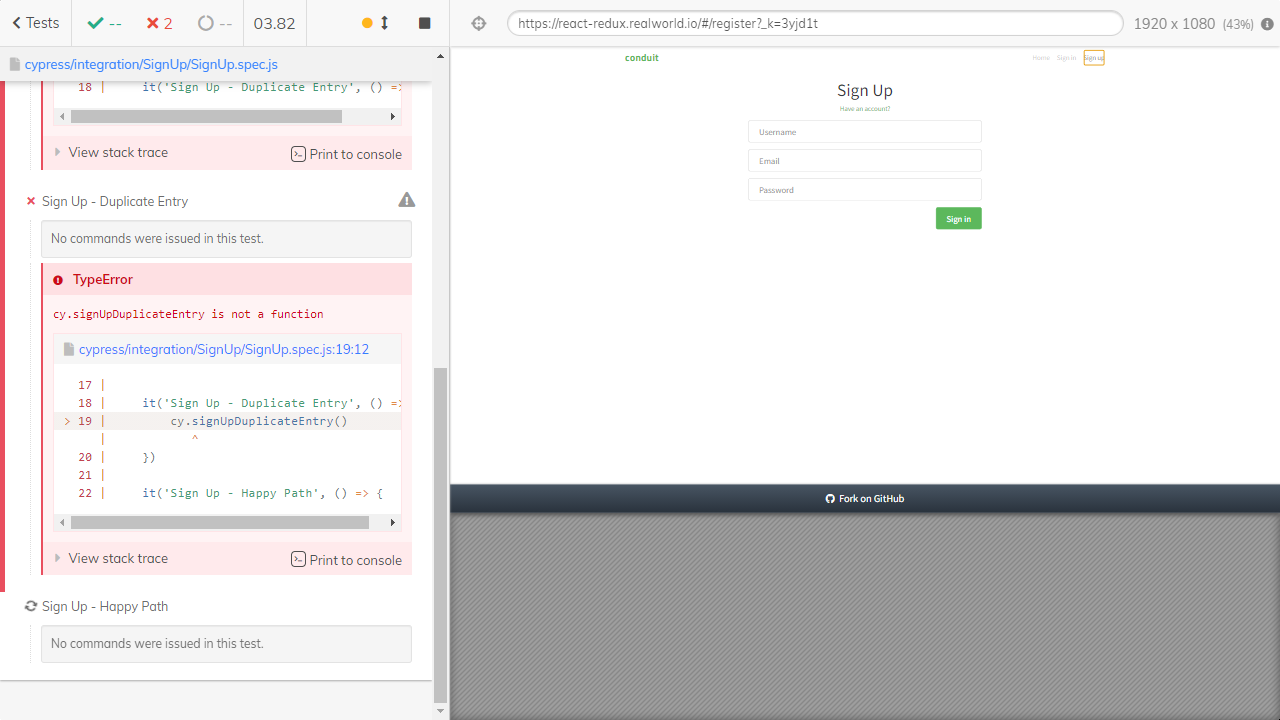 Tests
--
2
--
03.82
cypress/integration/SignUp/SignUp.spec.js
18 | it('Sign Up - Duplicate Entry', () =>
View stack trace
Print to console
Sign Up - Duplicate Entry
No commands were issued in this test.
TypeError
cy.signUpDuplicateEntry is not a function
cypress/integration/SignUp/SignUp.spec.js:19:12
17 |
18 | it('Sign Up - Duplicate Entry', () =>
> 19 | cy.signUpDuplicateEntry()
| ^
20 | })
21 |
22 | it('Sign Up - Happy Path', () => {
View stack trace
Print to console
Sign Up - Happy Path
No commands were issued in this test.
https://react-redux.realworld.io/#/register?_k=3yjd1t
1920 x 1080 (43%)
conduit
Home Sign in Sign up
Sign Up
Have an account?
Username
Email
Password
Sign in
Fork on GitHub